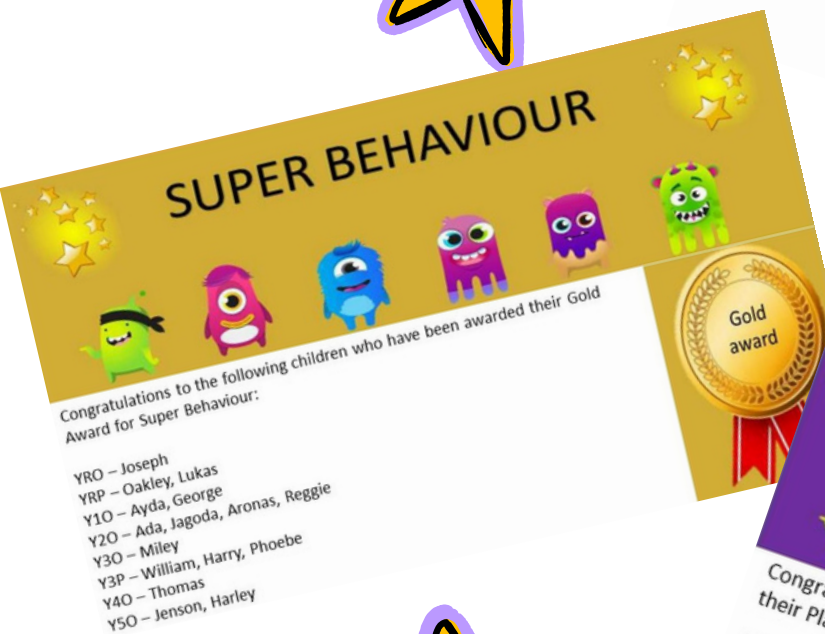 SUPER BEHAVIOUR
Gold
award
Congratulations to the following children who have been awarded their Gold
Award for Super Behaviour:
YRO – Joseph
YRP – Oakley, Lukas
Y1O – Ayda, George
Y2O – Ada, Jagoda, Aronas, Reggie
Y3O – Miley
Y3P – William, Harry, Phoebe
Y4O – Thomas
Y5O – Jenson, Harley
their